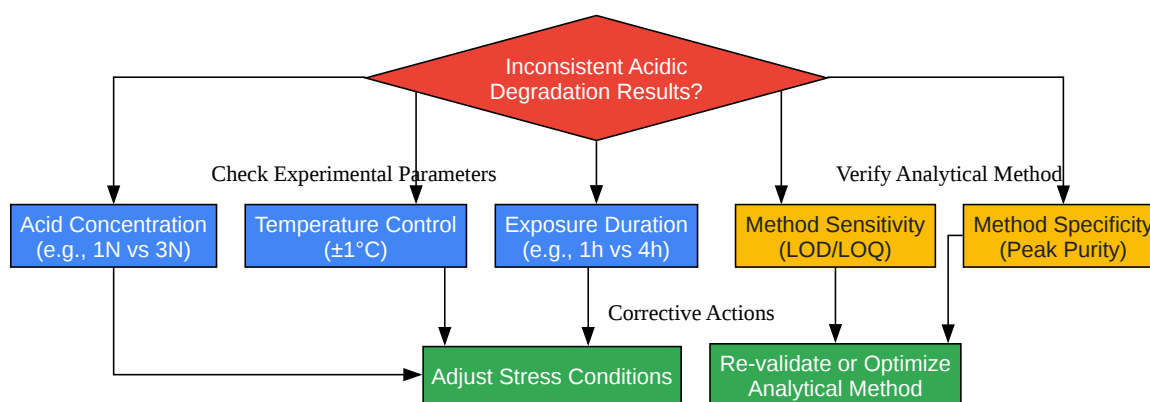 Inconsistent Acidic
Degradation Results?
Check Experimental Parameters
Verify Analytical Method
Acid Concentration
(e.g., 1N vs 3N)
Temperature Control
(±1°C)
Exposure Duration
(e.g., 1h vs 4h)
Method Sensitivity
(LOD/LOQ)
Method Specificity
(Peak Purity)
Corrective Actions
Adjust Stress Conditions
Re-validate or Optimize
Analytical Method